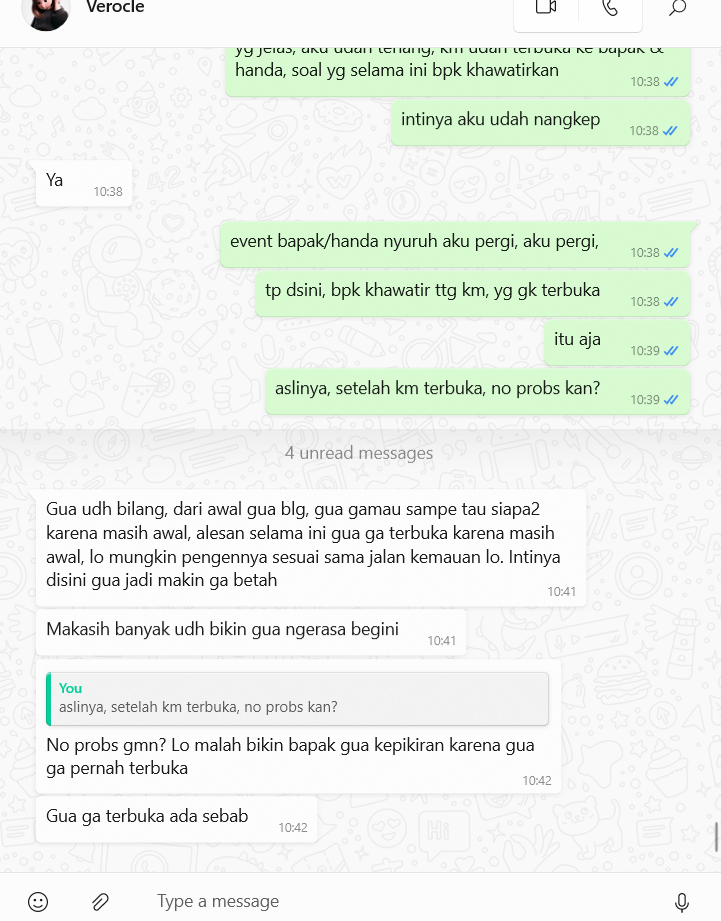 Verocle
yg jelas, aku udah tenang, km udah terbuka ke bapak &
handa, soal yg selama ini bpk khawatirkan
10:38
intinya aku udah nangkep
10:38
Ya
10:38
event bapak/handa nyuruh aku pergi, aku pergi,
10:38
tp dsini, bpk khawatir ttg km, yg gk terbuka
10:38
itu aja
10:39
aslinya, setelah km terbuka, no probs kan?
10:39
4 unread messages
Gua udh bilang, dari awal gua blg, gua gamau sampe tau siapa2
karena masih awal, alesan selama ini gua ga terbuka karena masih
awal, lo mungkin pengennya sesuai sama jalan kemauan lo. Intinya
disini gua jadi makin ga betah
10:41
Makasih banyak udh bikin gua ngerasa begini
10:41
You
aslinya, setelah km terbuka, no probs kan?
No probs gmn? Lo malah bikin bapak gua kepikiran karena gua
ga pernah terbuka
10:42
Gua ga terbuka ada sebab
10:42
Type a message